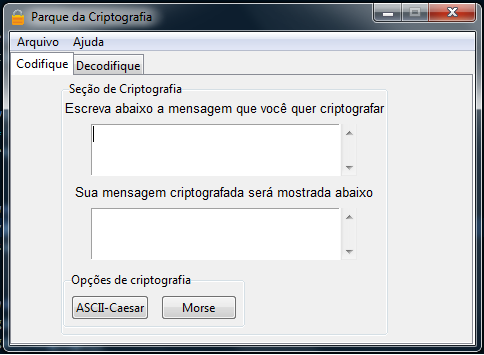 Parque da Criptografia
Arquivo Ajuda
Codifique Decodifique
Seção de Criptografia
Escreva abaixo a mensagem que você quer criptografar
Sua mensagem criptografada será mostrada abaixo
Opções de criptografia
ASCII-Caesar Morse